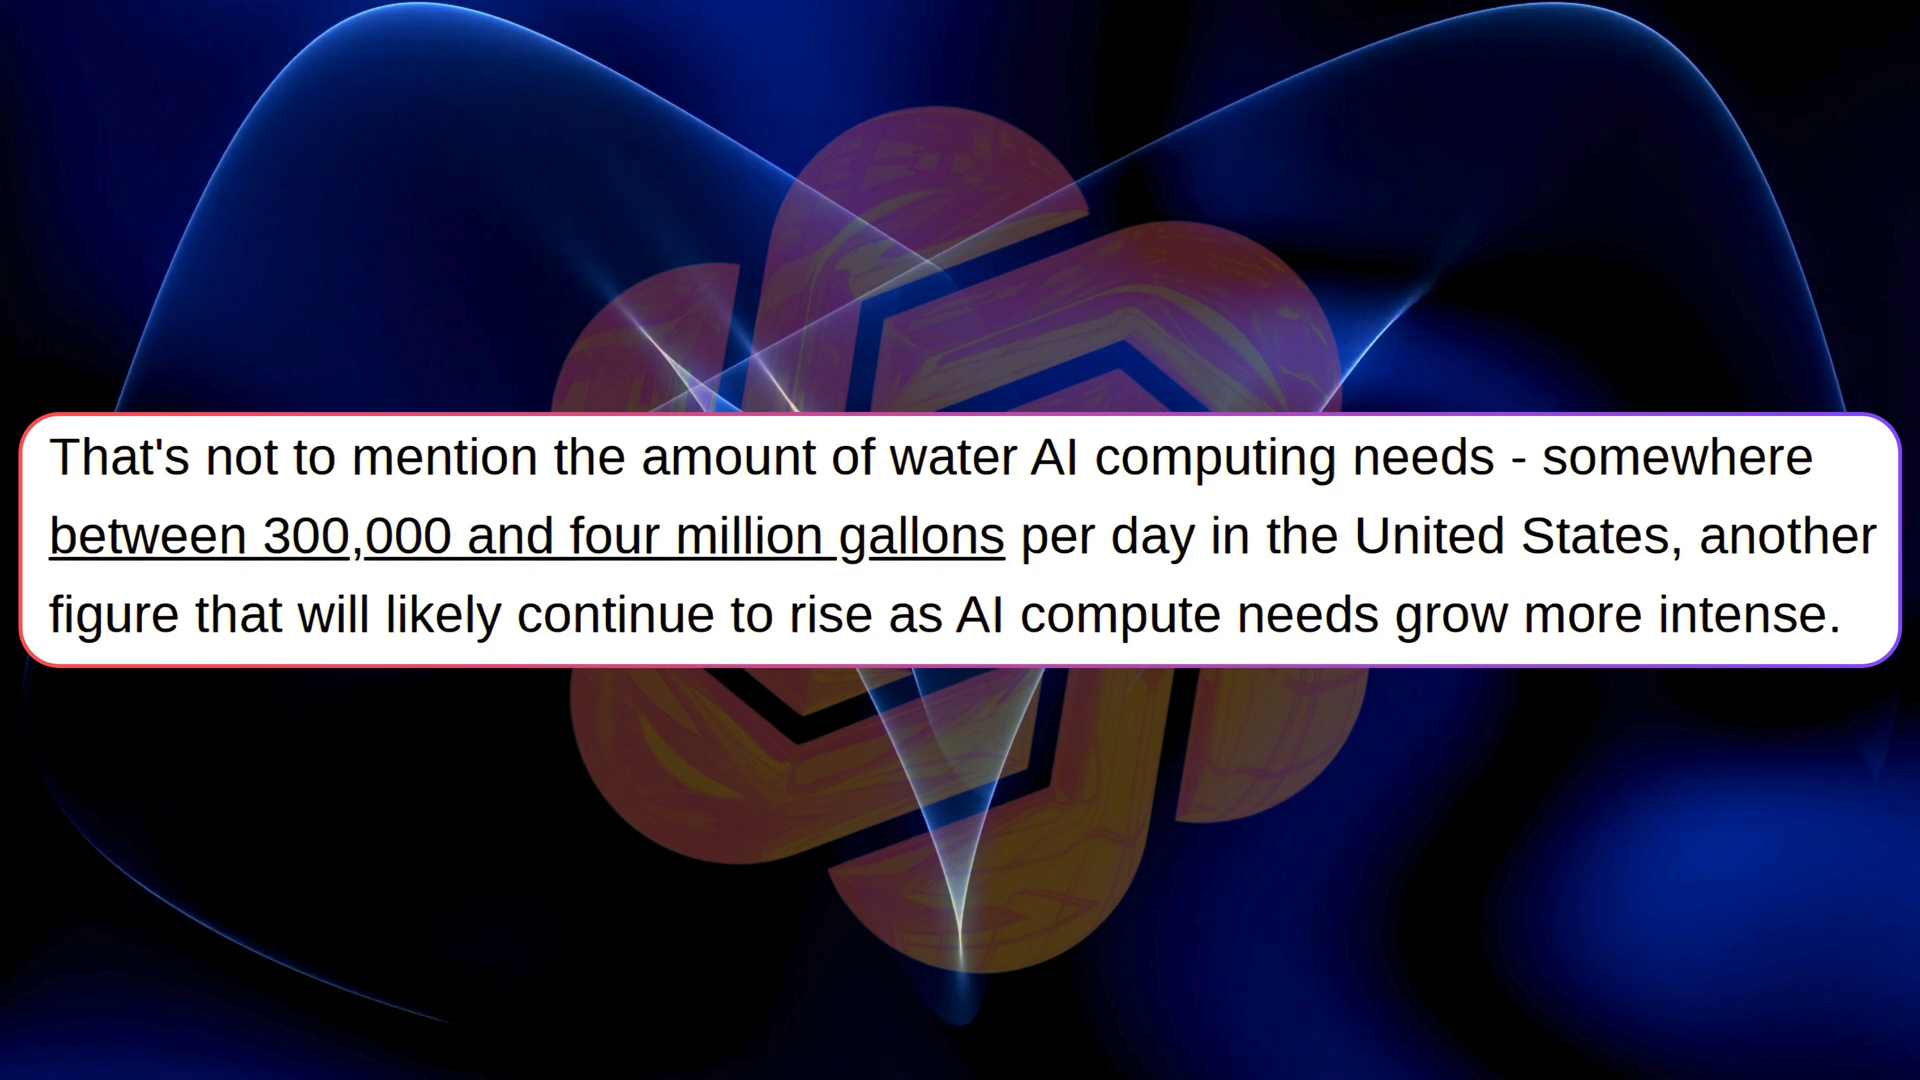 That's not to mention the amount of water AI computing needs - somewhere
between 300,000 and four million gallons per day in the United States, another
figure that will likely continue to rise as AI compute needs grow more intense.